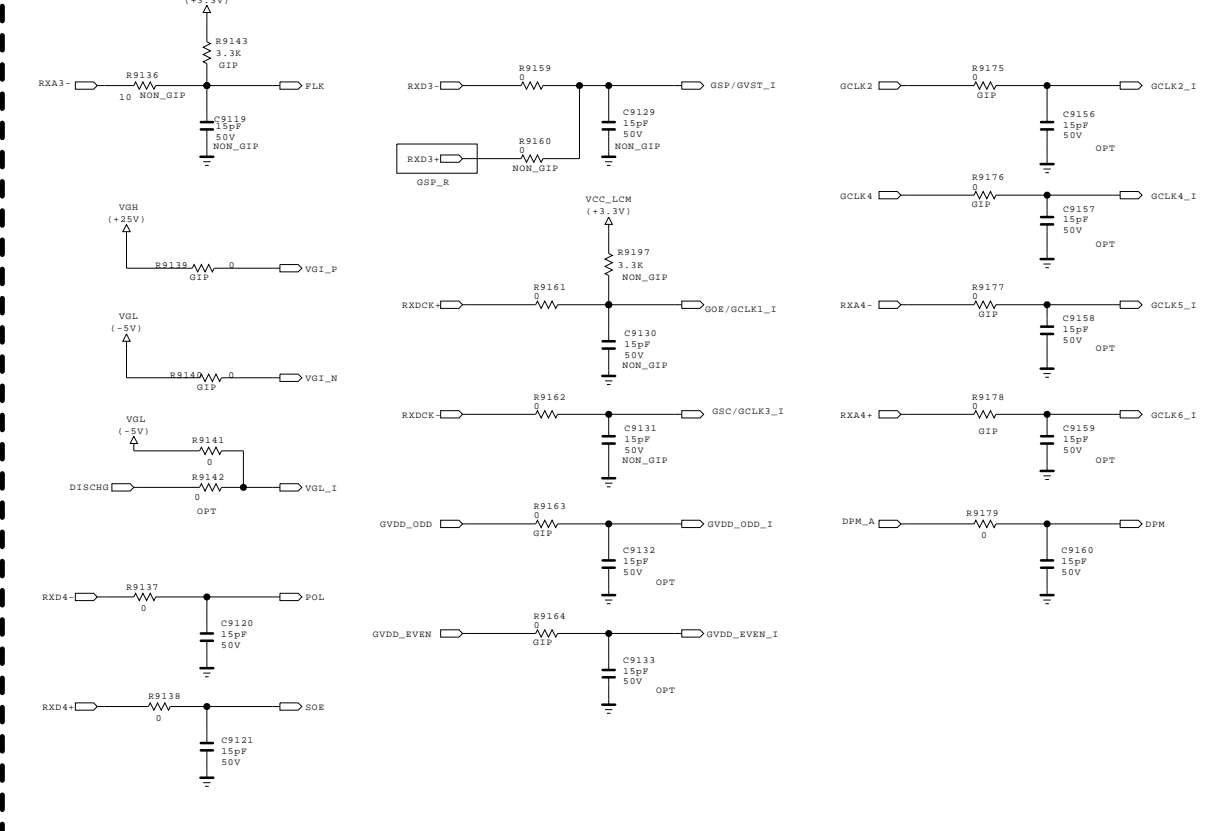 (+3.3V)
R9143
3.3K
GIP
RXA3-
R9136
10 NON_GIP
FLK
C9119
15pF
50V
NON_GIP
VGH
(+25V)
R9139 0
GIP
VGI_P
VGL
(-5V)
R9140 0
GIP
VGI_N
VGL
(-5V)
R9141
0
DISCHG
R9142
0
OPT
VGL_I
RXD4-
R9137
0
POL
C9120
15pF
50V
RXD4+
R9138
0
SOE
C9121
15pF
50V
RXD3-
R9159
0
GSP/GVST_I
C9129
15pF
50V
NON_GIP
RXD3+
R9160
0
NON_GIP
GSP_R
VCC_LCM
(+3.3V)
R9197
3.3K
NON_GIP
RXDCK+
R9161
0
GOE/GCLK1_I
C9130
15pF
50V
NON_GIP
RXDCK-
R9162
0
GSC/GCLK3_I
C9131
15pF
50V
NON_GIP
GVDD_ODD
R9163
0
GIP
GVDD_ODD_I
C9132
15pF
50V
OPT
GVDD_EVEN
R9164
0
GIP
GVDD_EVEN_I
C9133
15pF
50V
OPT
GCLK2
R9175
0
GIP
GCLK2_I
C9156
15pF
50V
OPT
GCLK4
R9176
0
GIP
GCLK4_I
C9157
15pF
50V
OPT
RXA4-
R9177
0
GIP
GCLK5_I
C9158
15pF
50V
OPT
RXA4+
R9178
0
GIP
GCLK6_I
C9159
15pF
50V
OPT
DPM_A
R9179
0
DPM
C9160
15pF
50V